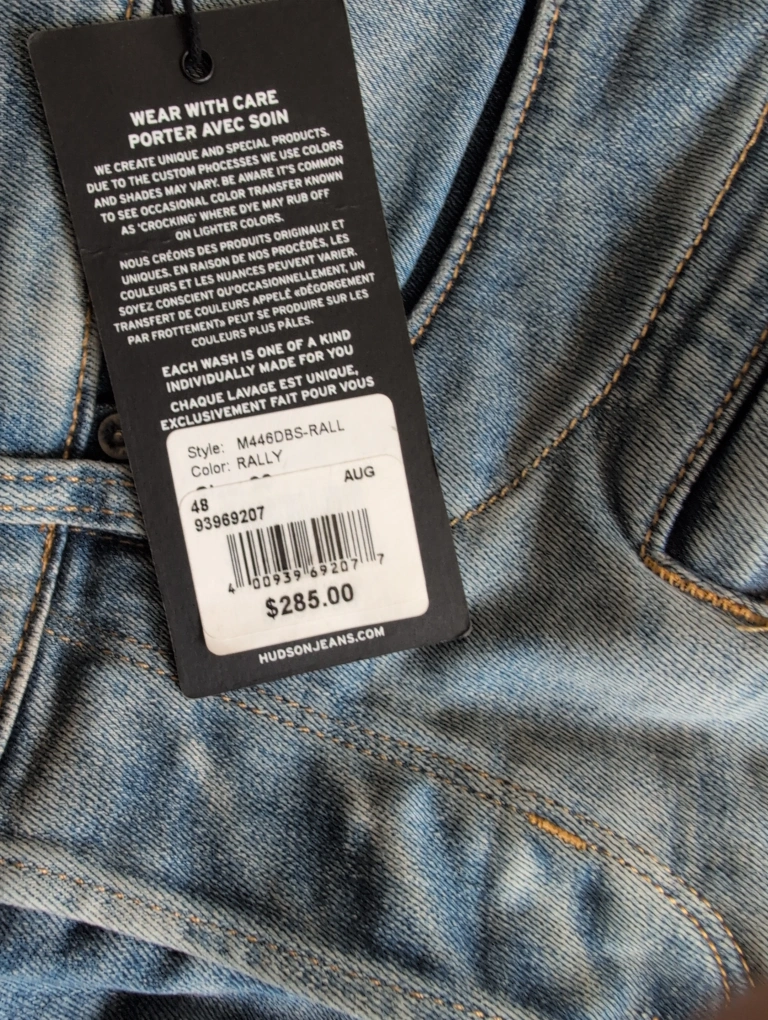 WEAR WITH CARE
PORTER AVEC SOIN
WE CREATE UNIQUE AND SPECIAL PRODUCTS.
DUE TO THE CUSTOM PROCESSES WE USE COLORS
AND SHADES MAY VARY. BE AWARE IT'S COMMON
TO SEE OCCASIONAL COLOR TRANSFER KNOWN
AS 'CROCKING' WHERE DYE MAY RUB OFF
ON LIGHTER COLORS.
NOUS CRÉONS DES PRODUITS ORIGINAUX ET
UNIQUES. EN RAISON DE NOS PROCÉDÉS, LES
COULEURS ET LES NUANCES PEUVENT VARIER.
SOYEZ CONSCIENT QU'OCCASIONNELLEMENT, UN
TRANSFERT DE COULEURS APPELÉ «DÉGORGEMENT
PAR FROTTEMENT» PEUT SE PRODUIRE SUR LES
COULEURS PLUS PÂLES.
EACH WASH IS ONE OF A KIND
INDIVIDUALLY MADE FOR YOU
CHAQUE LAVAGE EST UNIQUE,
EXCLUSIVEMENT FAIT POUR VOUS
Style: M446DBS-RALL
Color: RALLY
AUG
48
93969207
4 00939 69207 7
$285.00
HUDSONJEANS.COM